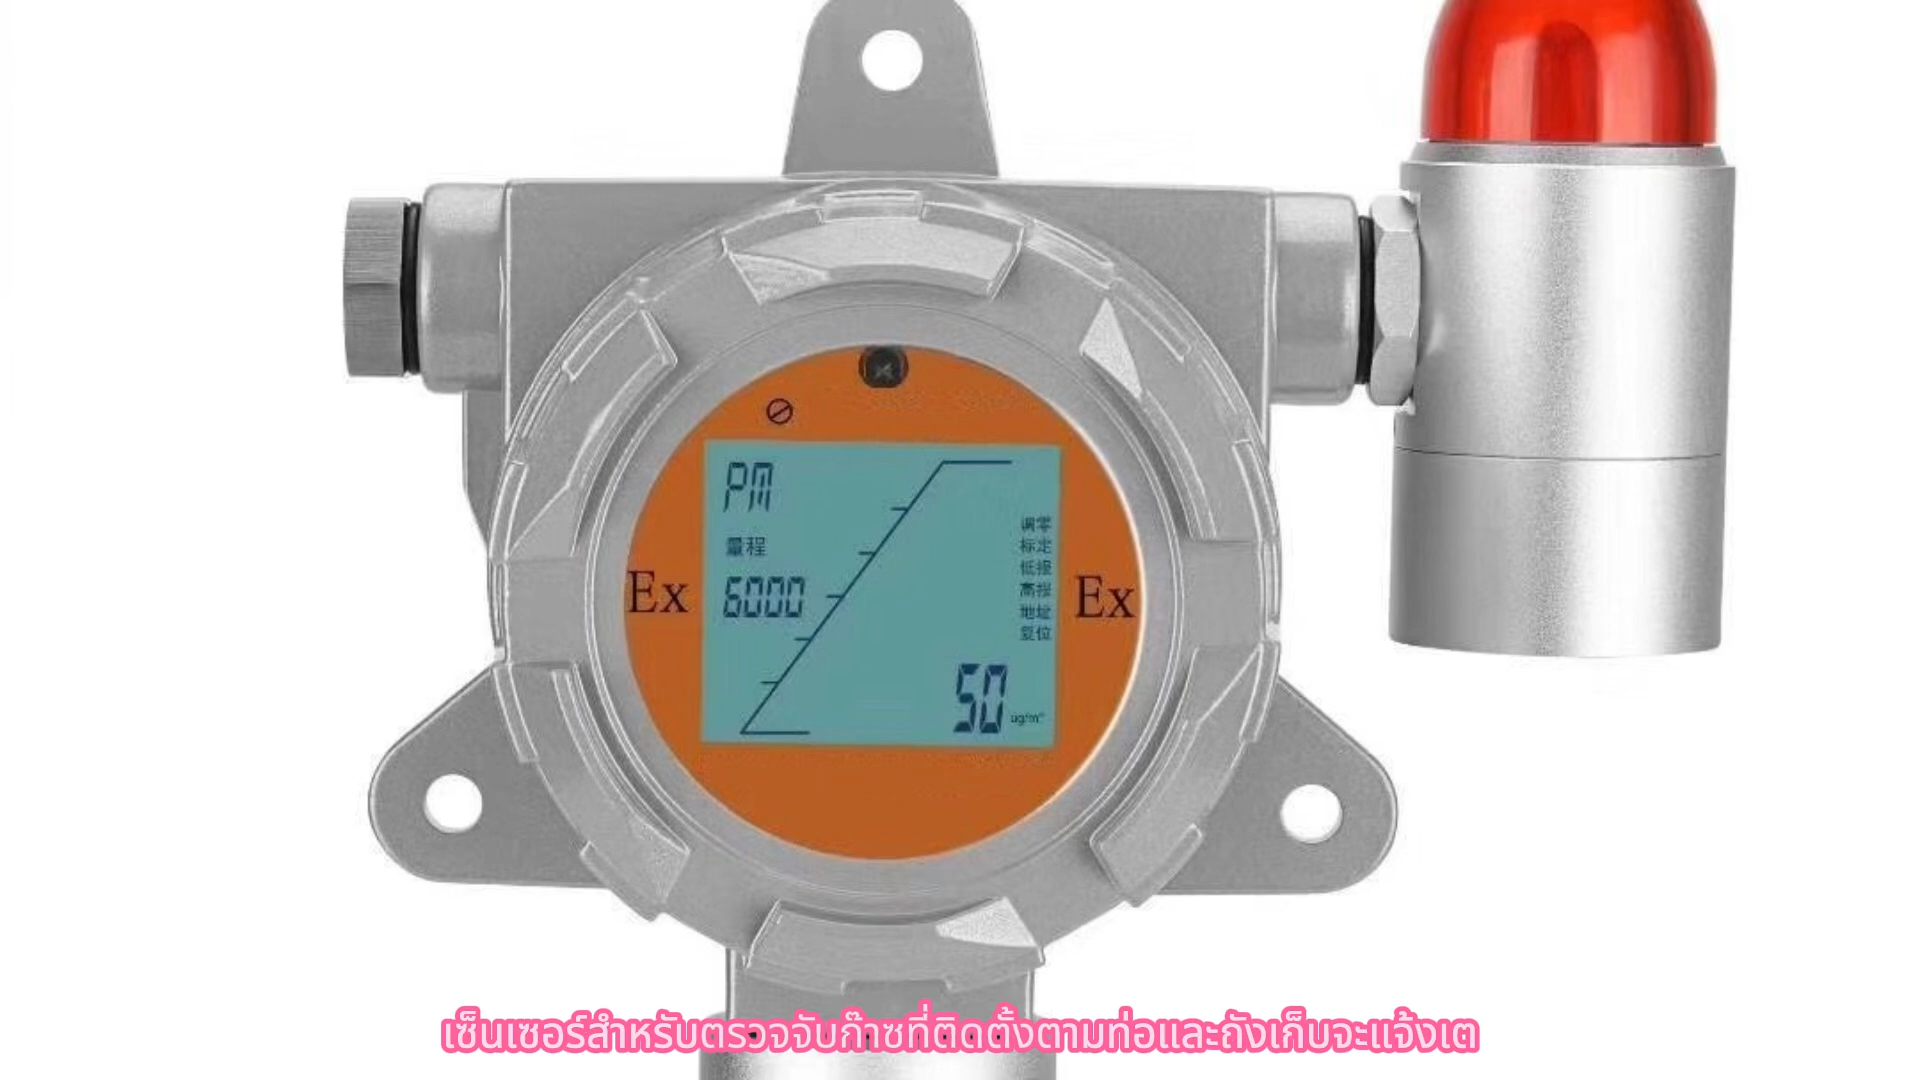 PM
量程
6000
调零
标定
低报
高报
地址
复位
Ex
Ex
50
ug/m³
เซ็นเซอร์สำหรับตรวจจับก๊าซที่ติดตั้งตามท่อและถังเก็บจะแจ้งเต